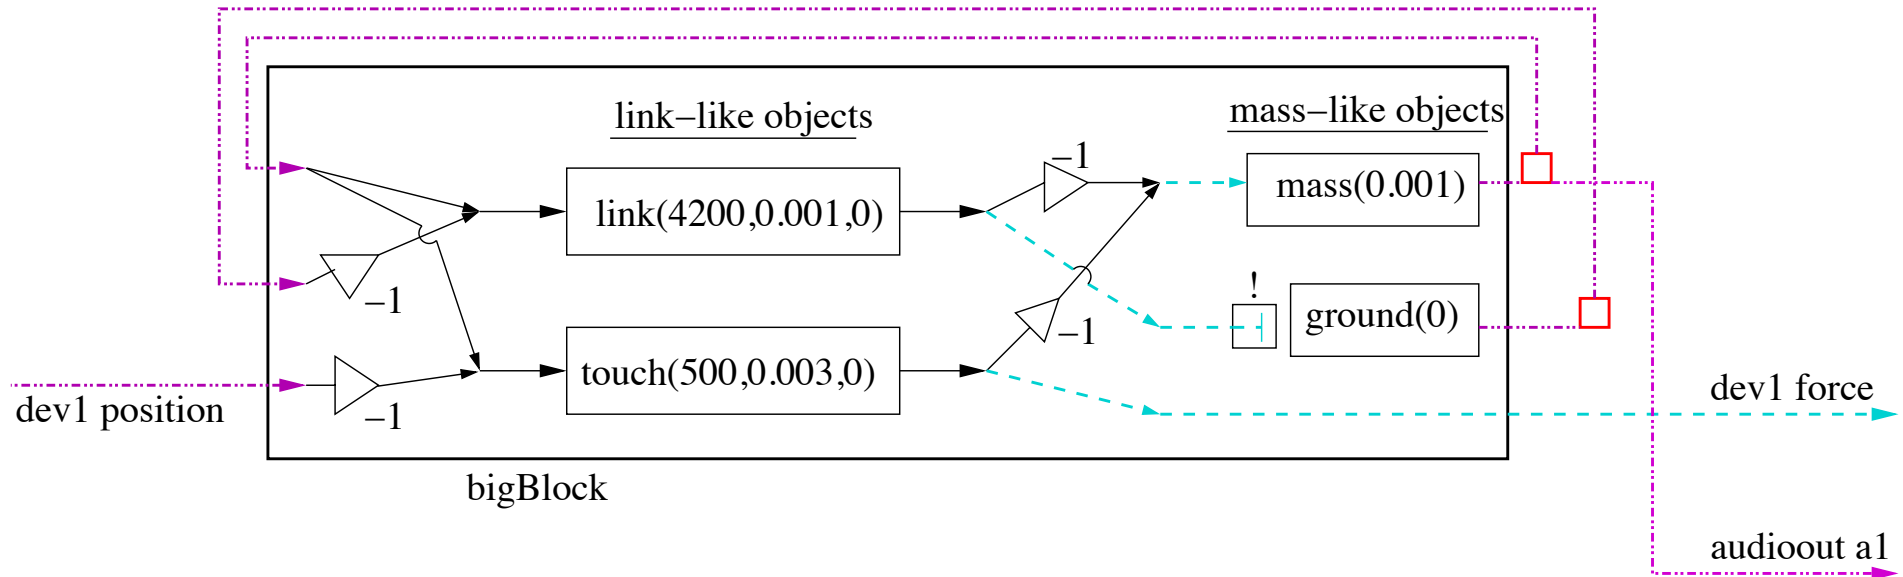 link−like objects
mass−like objects
−1
mass(0.001)
link(4200,0.001,0)
−1
!
ground(0)
−1
touch(500,0.003,0)
dev1 position
−1
dev1 force
bigBlock
audioout a1